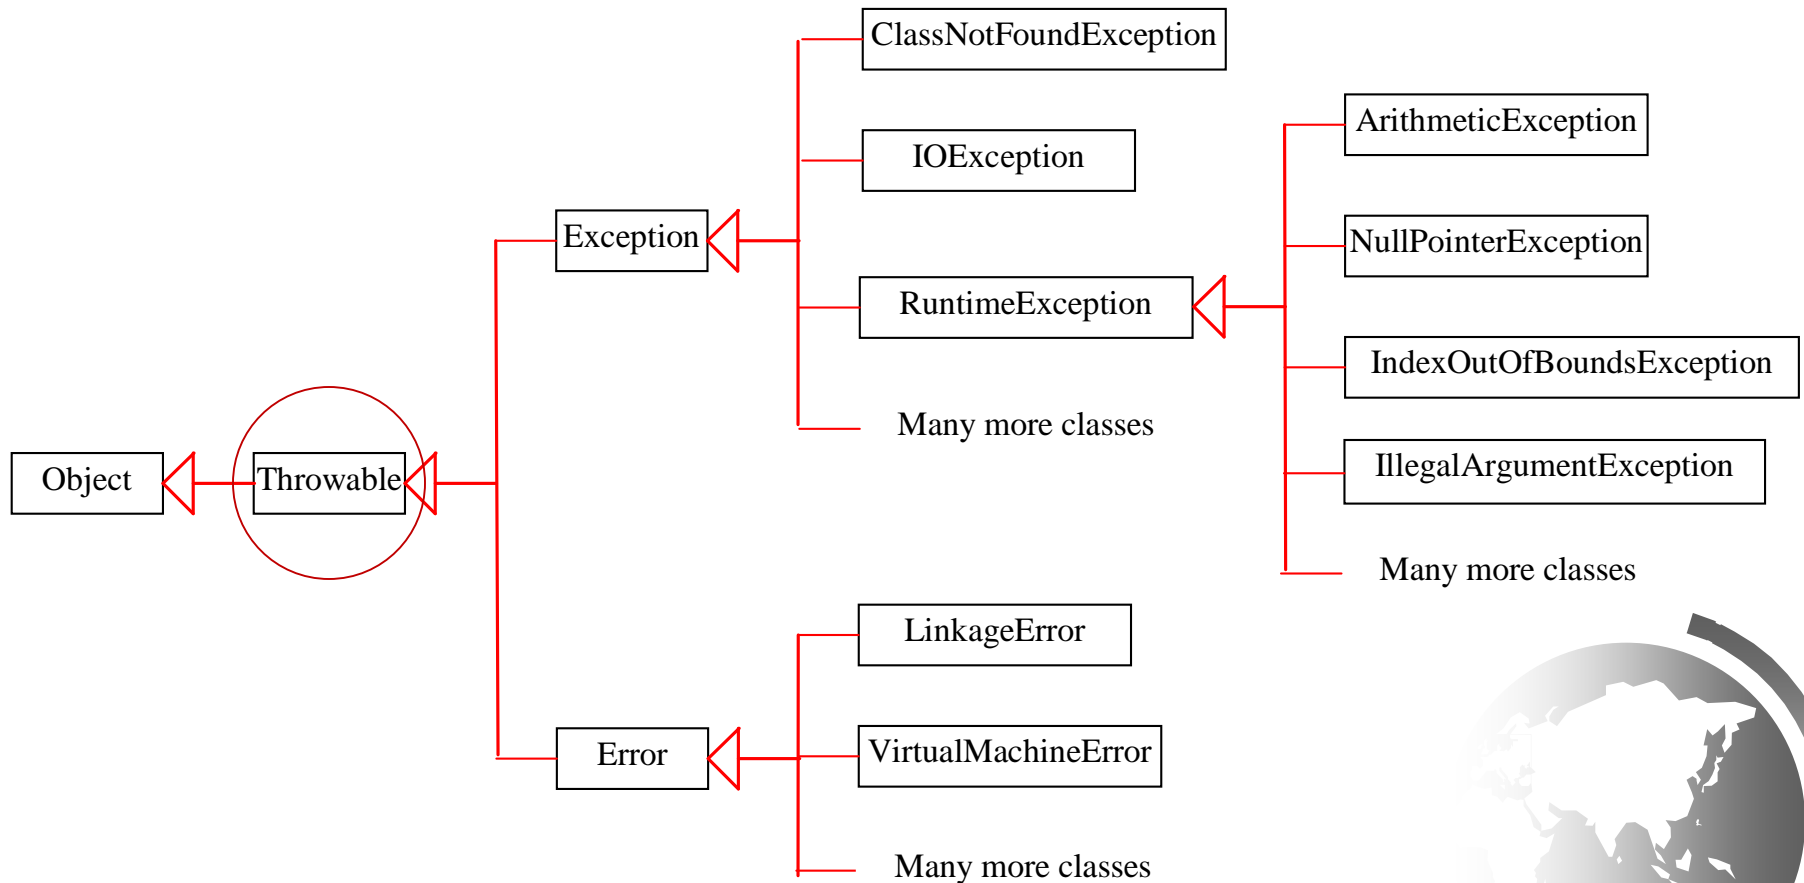 ClassNotFoundException
ArithmeticException
IOException
NullPointerException
Exception
RuntimeException
IndexOutOfBoundsException
Many more classes
IllegalArgumentException
Object
Throwable
Many more classes
LinkageError
Error
VirtualMachineError
Many more classes